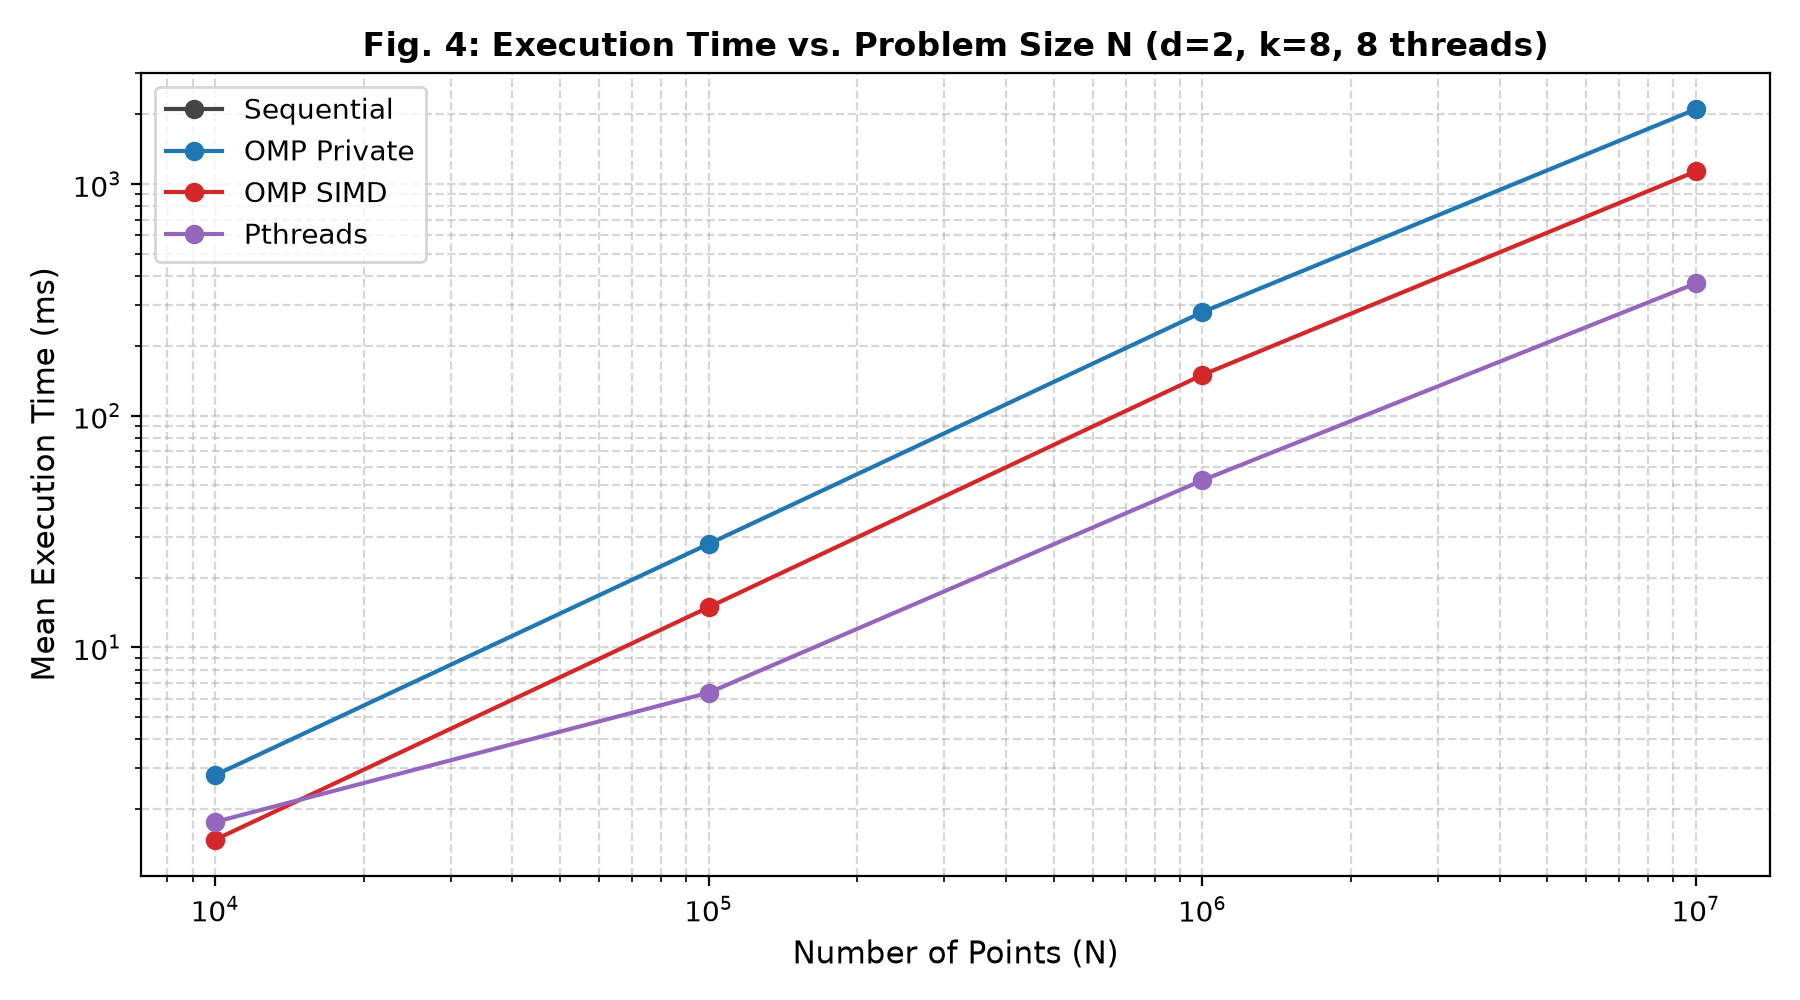 Fig. 4: Execution Time vs. Problem Size N (d=2, k=8, 8 threads)
Sequential
OMP Private
OMP SIMD
Pthreads
Mean Execution Time (ms)
10³
10²
10¹
10⁴ 10⁵ 10⁶ 10⁷
Number of Points (N)